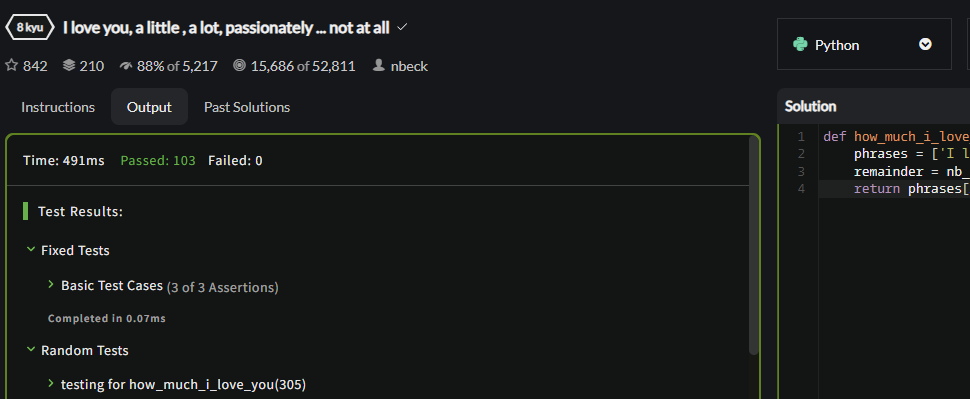 8 kyu I love you, a little , a lot, passionately ... not at all
842 210 88% of 5,217 15,686 of 52,811 nbeck
Instructions Output Past Solutions
Time: 491ms Passed: 103 Failed: 0
Test Results:
Fixed Tests
Basic Test Cases (3 of 3 Assertions)
Completed in 0.07ms
Random Tests
testing for how_much_i_love_you(305)
Python
Solution
1 def how_much_i_love
2 phrases = ['I l
3 remainder = nb_
4 return phrases[